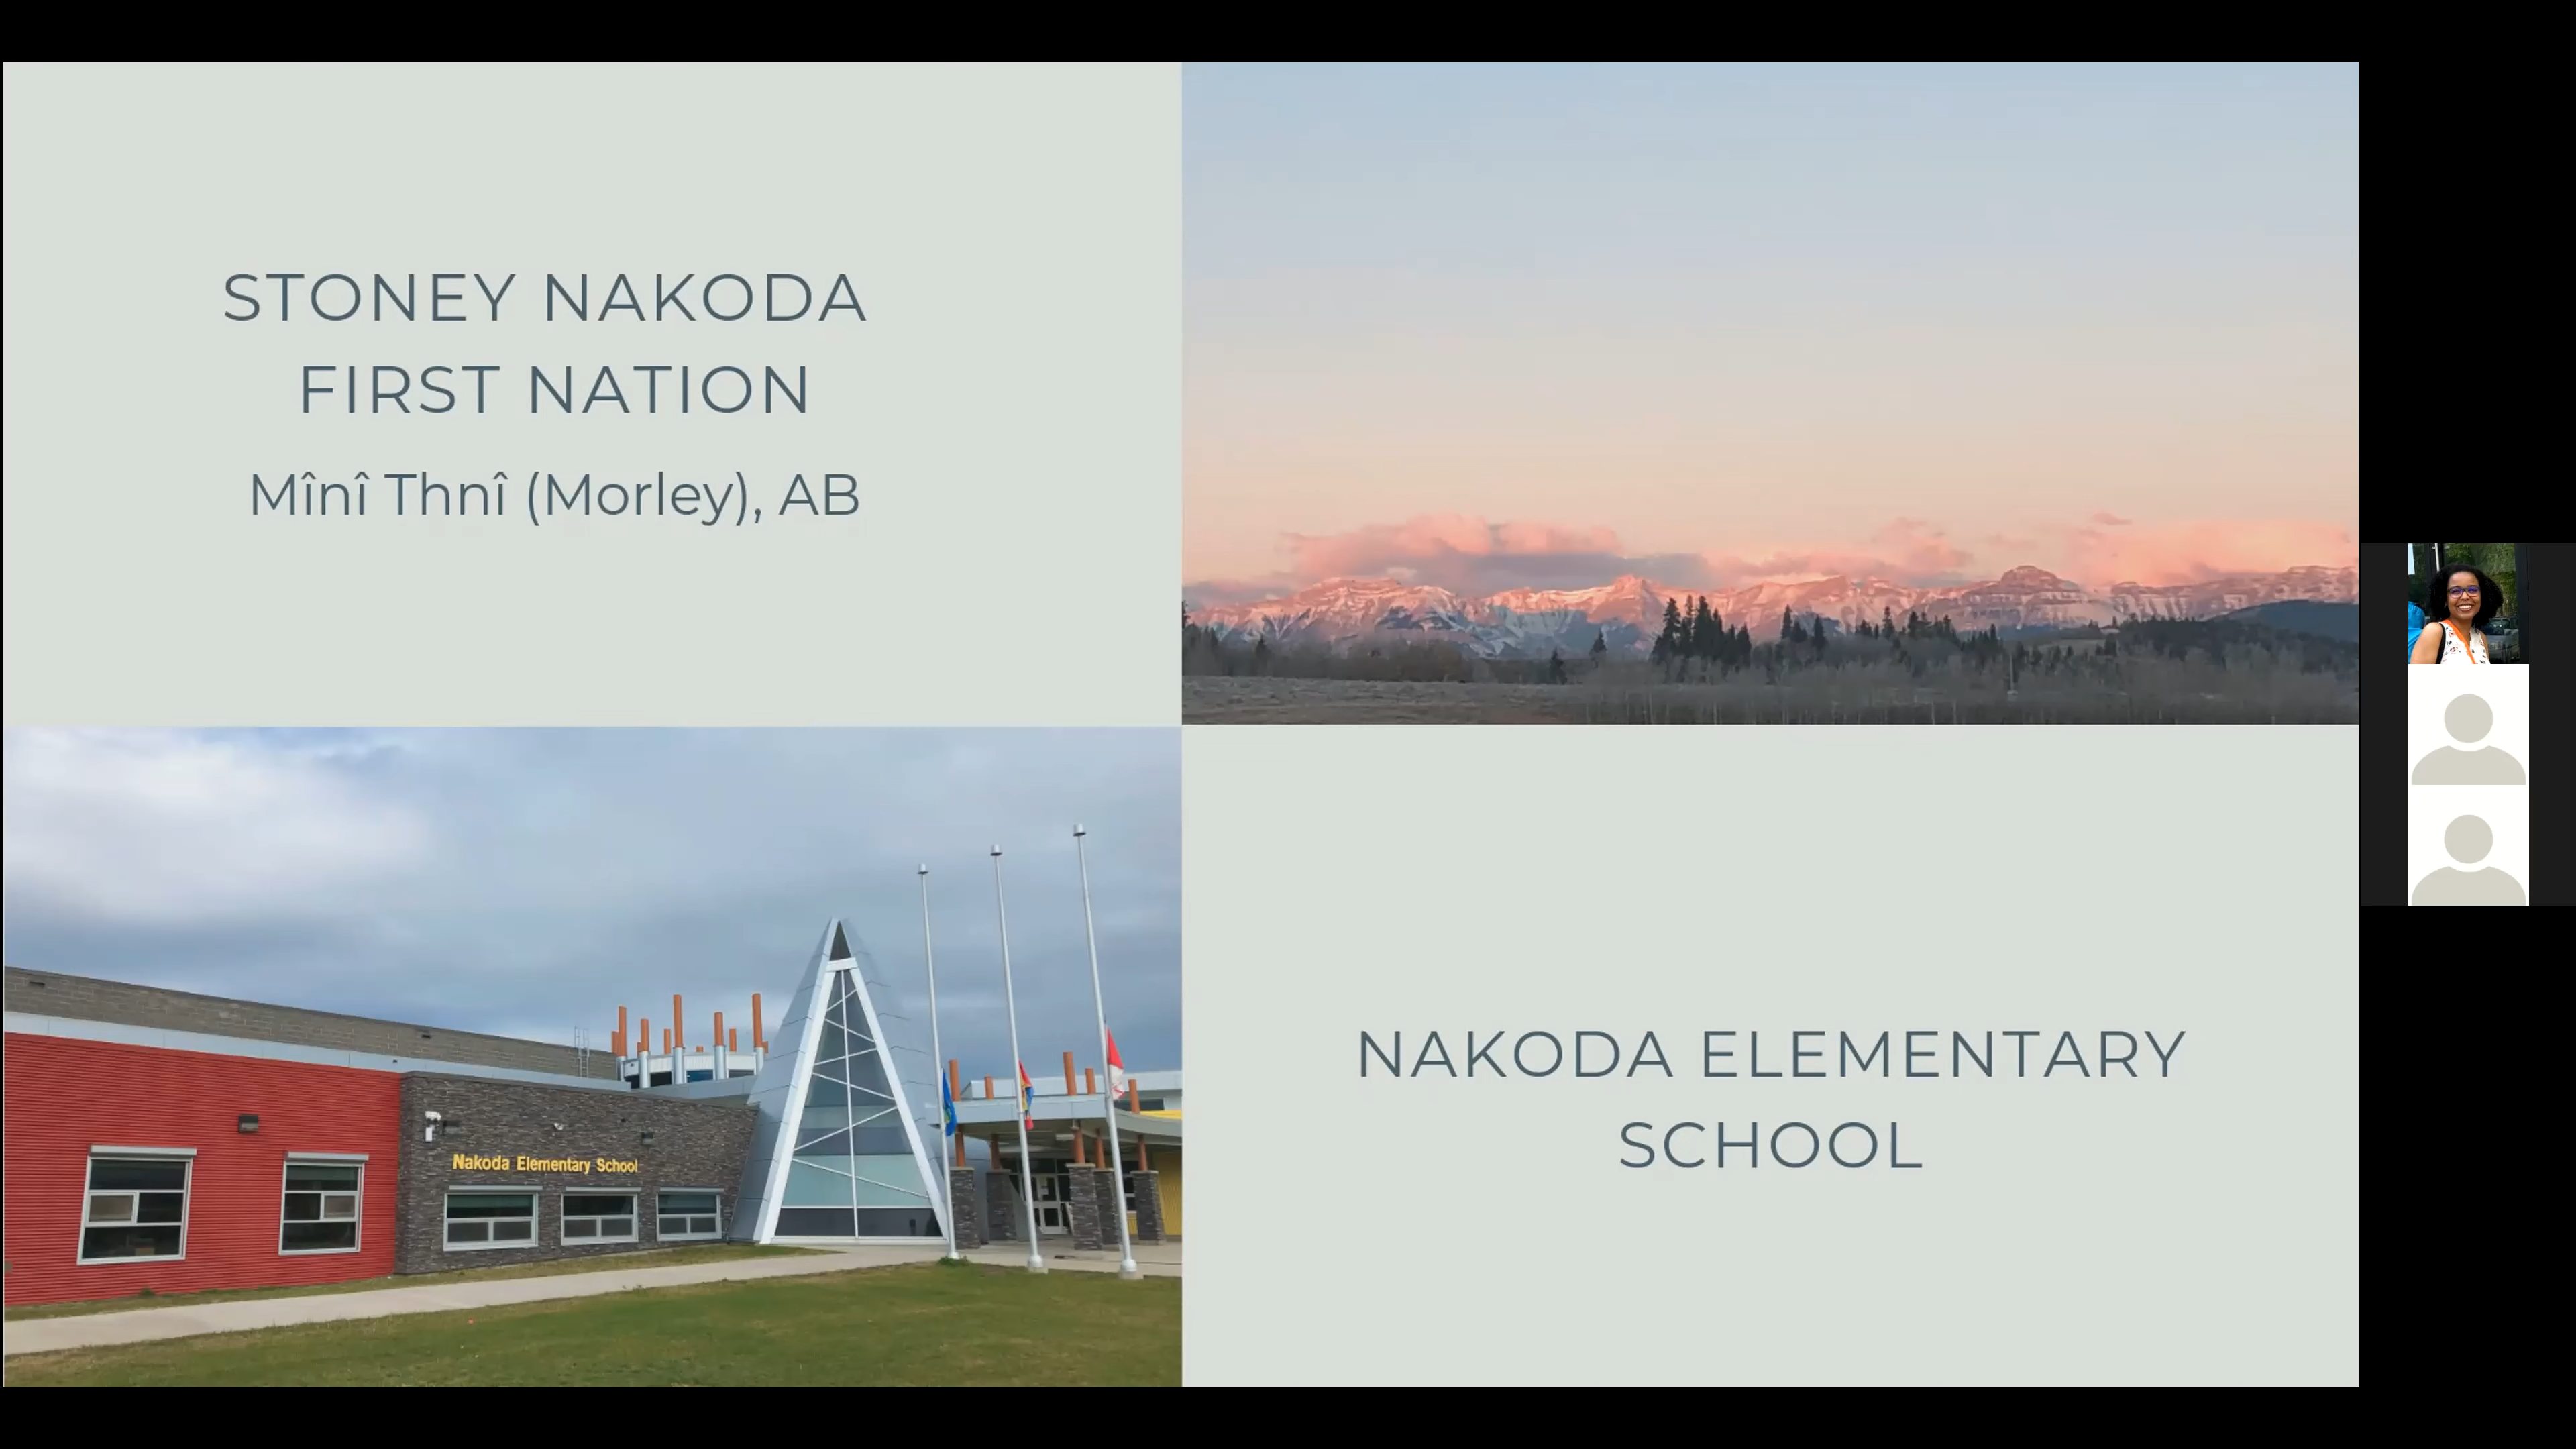 STONEY NAKODA
FIRST NATION
Mînî Thnî (Morley), AB
Nakoda Elementary School
NAKODA ELEMENTARY
SCHOOL